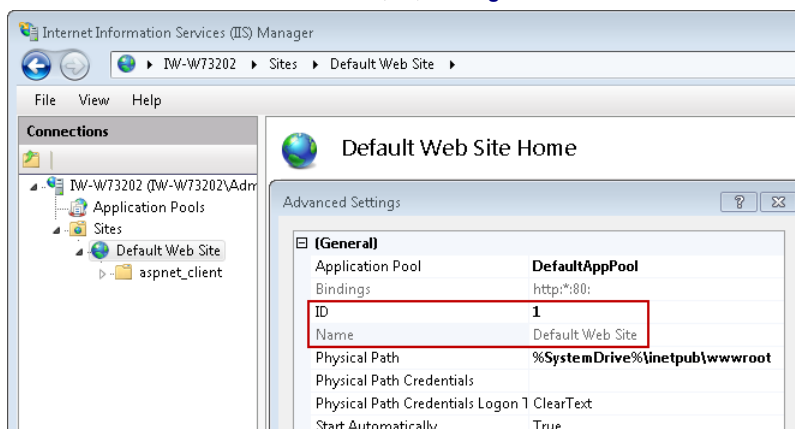 Internet Information Services (IIS) Manager
IW-W73202 Sites Default Web Site
File View Help
Connections
IW-W73202 (IW-W73202\Adm
Application Pools
Sites
Default Web Site
aspnet_client
Default Web Site Home
Advanced Settings
(General)
Application Pool DefaultAppPool
Bindings http:*:80:
ID 1
Name Default Web Site
Physical Path %SystemDrive%\inetpub\wwwroot
Physical Path Credentials
Physical Path Credentials Logon T ClearText
Start Automatically True